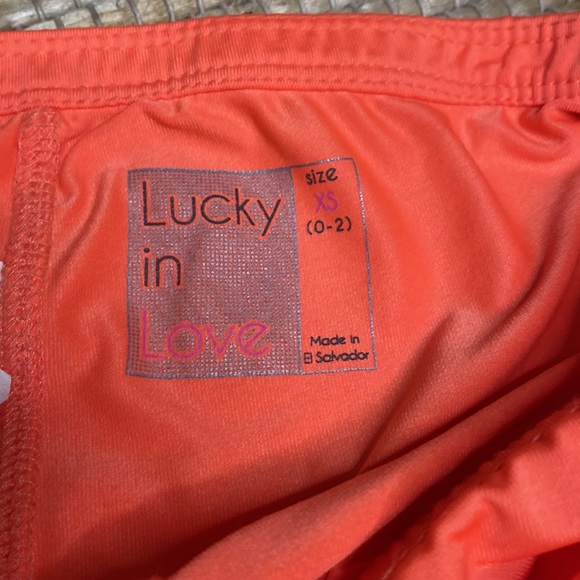 Lucky
in
Love
size
XS
(0-2)
Made in
El Salvador